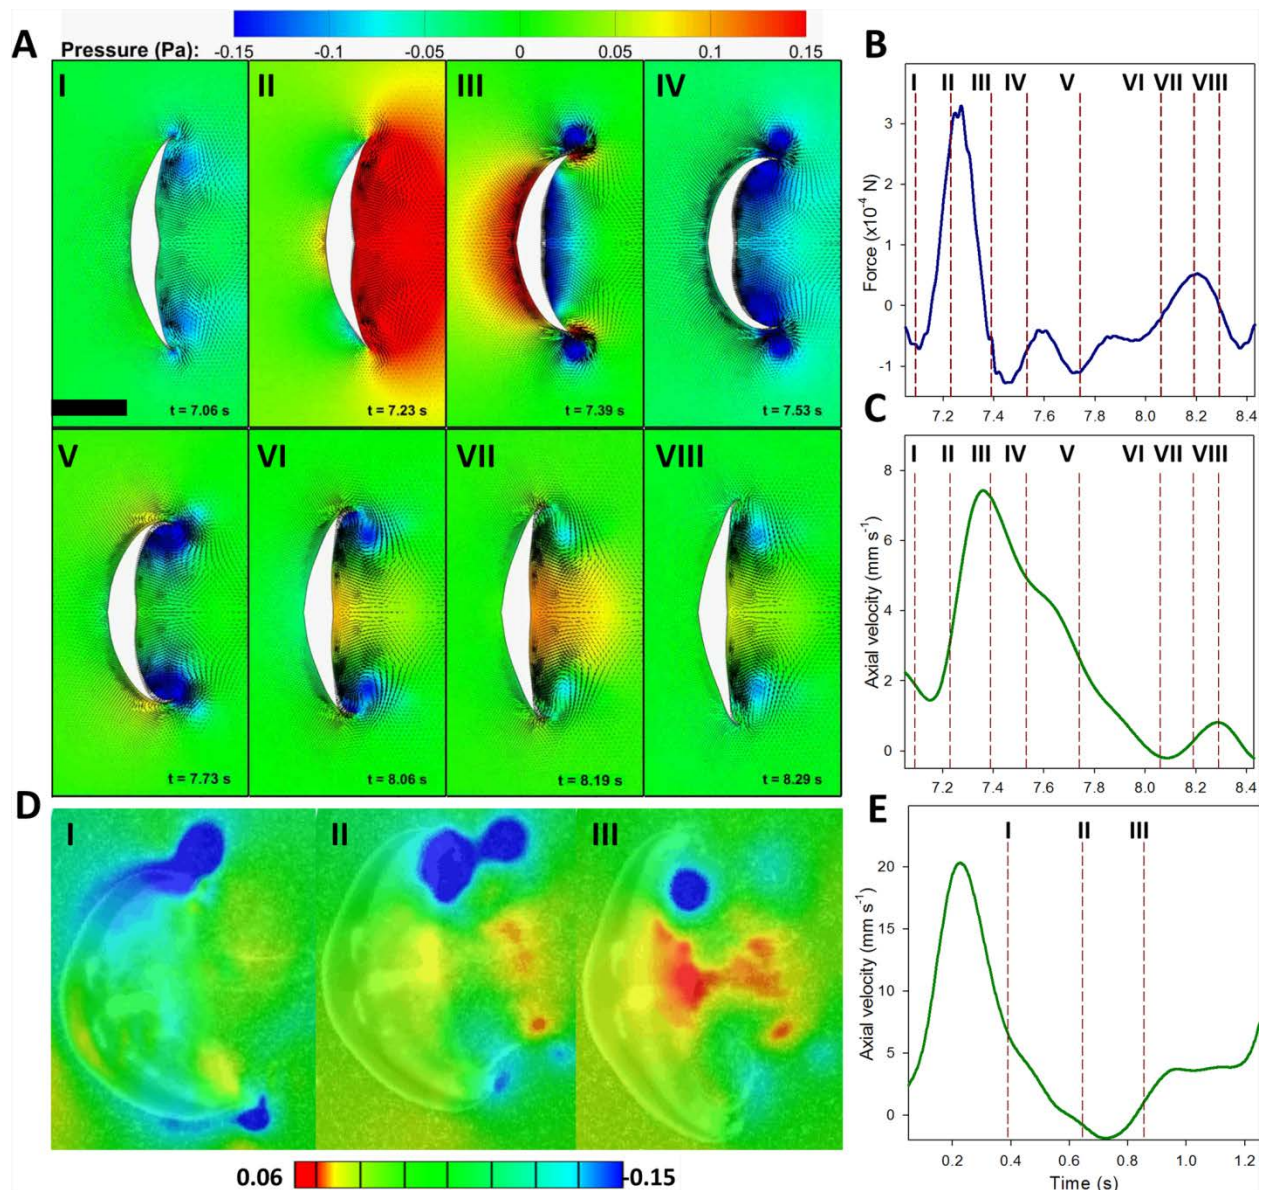 A
Pressure (Pa): -0.15 -0.1 -0.05 0 0.05 0.1 0.15
I II III IV
t = 7.06 s t = 7.23 s t = 7.39 s t = 7.53 s
V VI VII VIII
t = 7.73 s t = 8.06 s t = 8.19 s t = 8.29 s
B
I II III IV V VI VII VIII
Force (x10⁻⁴ N)
3
2
1
0
-1
7.2 7.4 7.6 7.8 8.0 8.2 8.4
C
I II III IV V VI VII VIII
Axial velocity (mm s⁻¹)
8
6
4
2
0
7.2 7.4 7.6 7.8 8.0 8.2 8.4
D
I II III
0.06 -0.15
E
I II III
Axial velocity (mm s⁻¹)
20
15
10
5
0
0.2 0.4 0.6 0.8 1.0 1.2
Time (s)